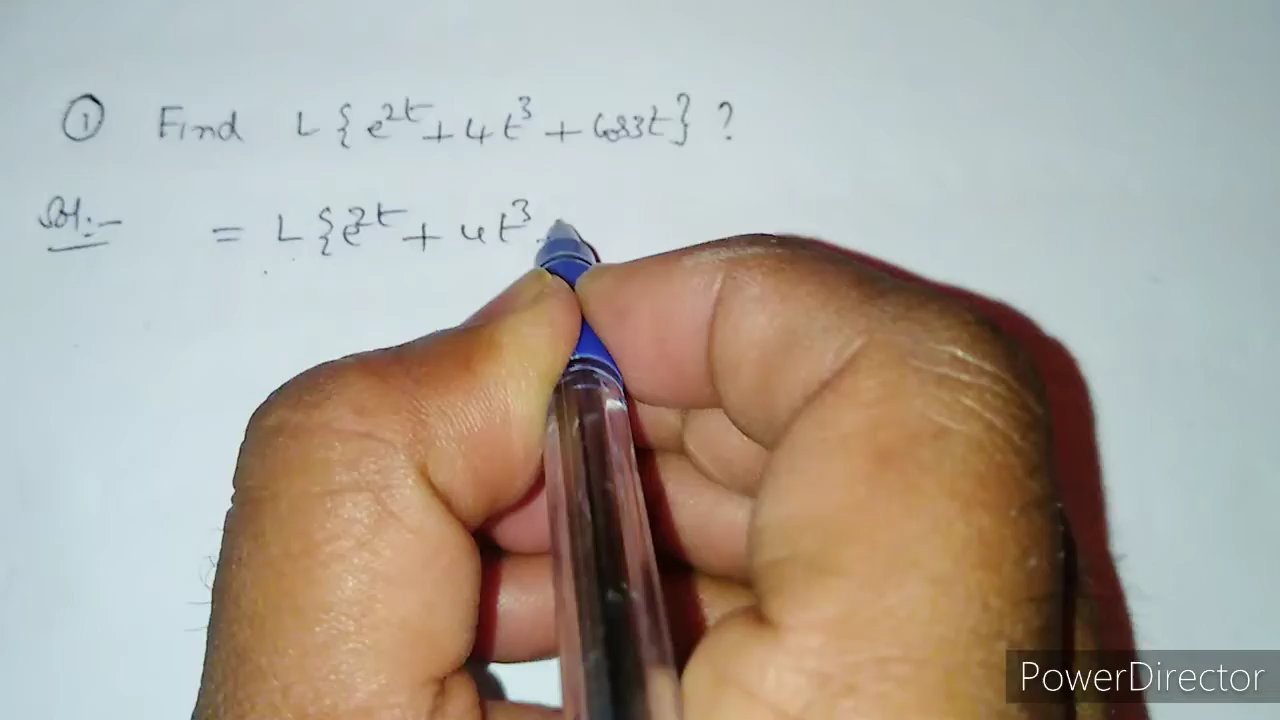 ① Find L{e^2t + 4t^3 + Cos3t} ?
Sol:- = L{e^2t + 4t^3
PowerDirector